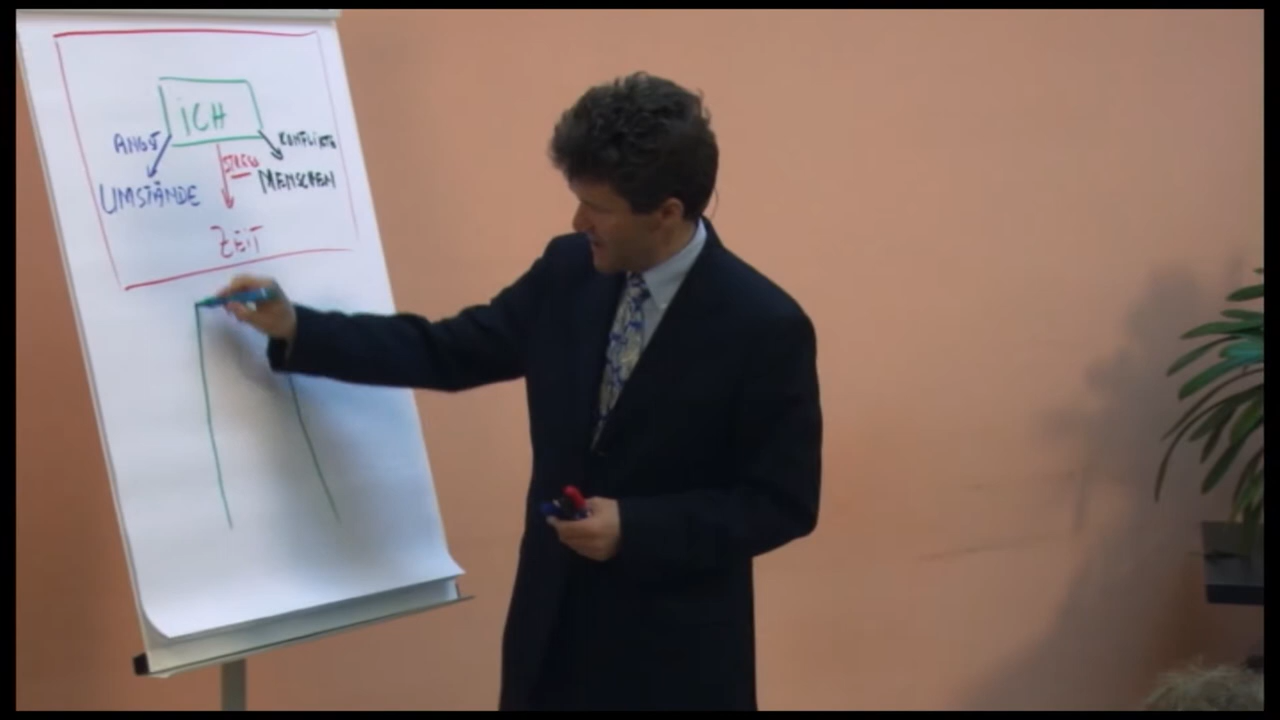 iCH
ANGST
KONFLIKTE
STRESS
UMSTÄNDE
MENSCHEN
ZEiT